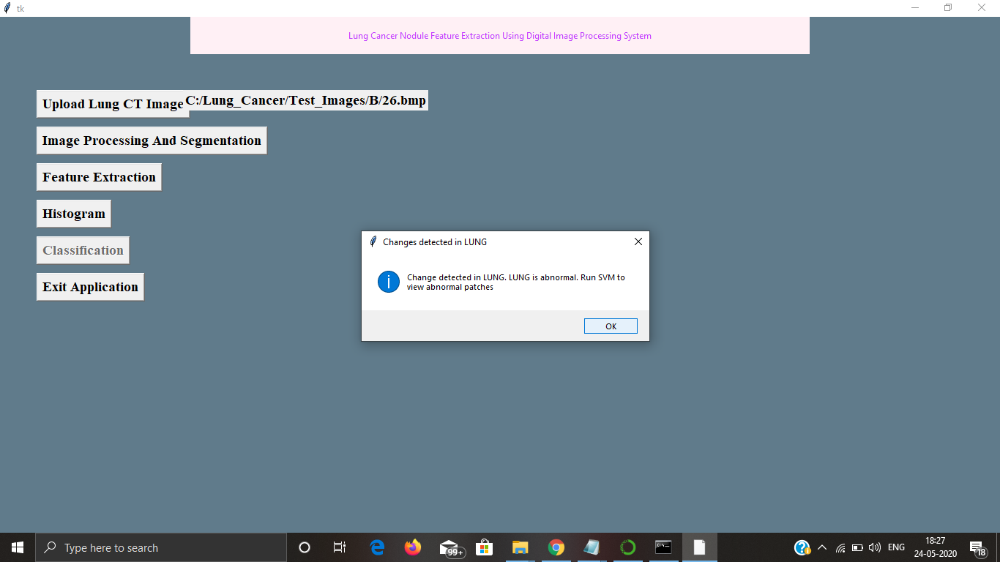 tk
Lung Cancer Nodule Feature Extraction Using Digital Image Processing System
Upload Lung CT Image
C:/Lung_Cancer/Test_Images/B/26.bmp
Image Processing And Segmentation
Feature Extraction
Histogram
Classification
Exit Application
Changes detected in LUNG
Change detected in LUNG. LUNG is abnormal. Run SVM to
view abnormal patches
OK
Type here to search
99+
ENG
18:27
24-05-2020
18